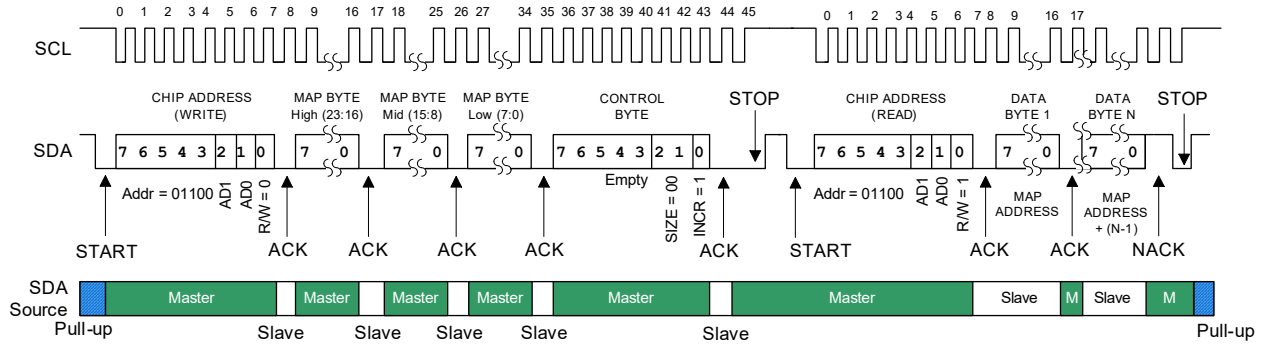 0 1 2 3 4 5 6 7 8 9 16 17 18 25 26 27 34 35 36 37 38 39 40 41 42 43 44 45 0 1 2 3 4 5 6 7 8 9 16 17
SCL
CHIP ADDRESS
(WRITE)
MAP BYTE
High (23:16)
MAP BYTE
Mid (15:8)
MAP BYTE
Low (7:0)
CONTROL
BYTE
STOP
CHIP ADDRESS
(READ)
DATA
BYTE 1
DATA
BYTE N
STOP
SDA
7 6 5 4 3 2 1 0 7 0 7 0 7 0 7 6 5 4 3 2 1 0 7 6 5 4 3 2 1 0 7 0 7 0
Addr = 01100
AD1
AD0
R/W = 0
Empty
SIZE = 00
INCR = 1
Addr = 01100
AD1
AD0
R/W = 1
MAP
ADDRESS
MAP
ADDRESS
+ (N-1)
START ACK ACK ACK ACK ACK START ACK ACK NACK
SDA
Source
Master Master Master Master Master Master Slave M Slave M
Pull-up Slave Slave Slave Slave Slave Pull-up